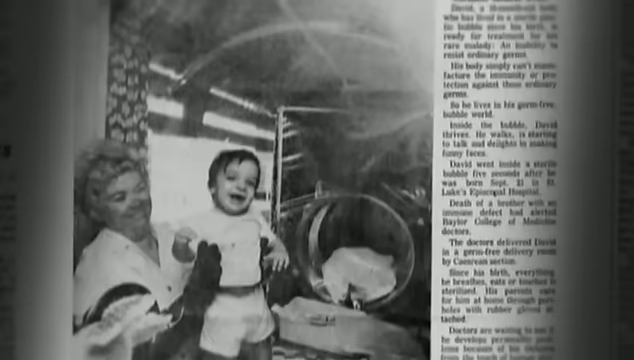 David, a
who has lived in a
bubble since his birth, is
ready for treatment for his
rare malady: An inability to
resist ordinary germs.
His body simply can't manu-
facture the immunity or pro-
tection against these ordinary
germs.
So he lives in his germ-free,
bubble world.
Inside the bubble, David
thrives. He walks, is starting
to talk and delights in making
funny faces.
David went inside a sterile
bubble five seconds after he
was born Sept. 21 in St.
Luke's Episcopal Hospital.
Death of a brother with an
immune defect had alerted
Baylor College of Medicine
doctors.
The doctors delivered David
in a germ-free delivery room
by Caesarean section.
Since his birth, everything
he breathes, eats or touches is
sterilized. His parents care
for him at home through port-
holes with rubber gloves at-
tached.
Doctors are waiting to see if
he develops personality prob-
lems because of his